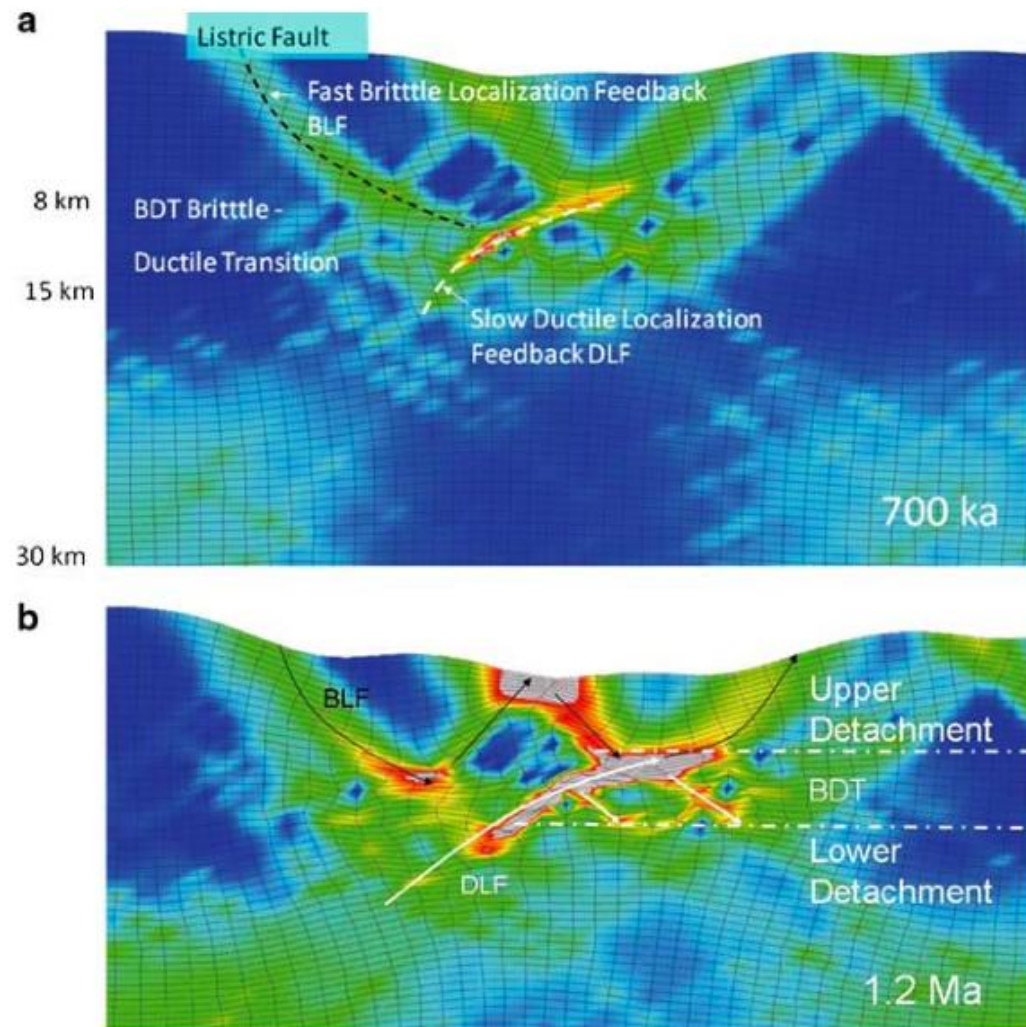 a
Listric Fault
Fast Britttle Localization Feedback
BLF
8 km
BDT Britttle -
Ductile Transition
15 km
Slow Ductile Localization
Feedback DLF
700 ka
30 km
b
BLF
Upper
Detachment
BDT
Lower
Detachment
DLF
1.2 Ma